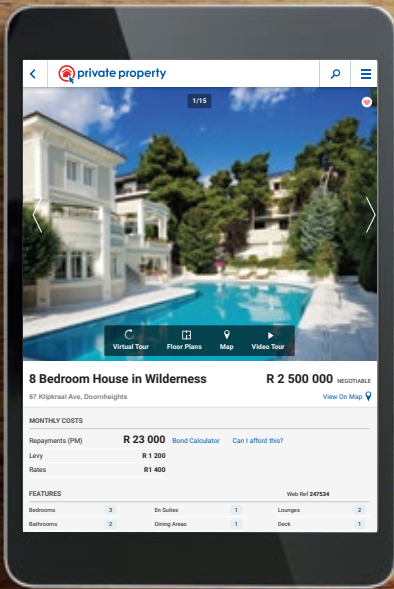 private property
1/15
Virtual Tour Floor Plans Map Video Tour
8 Bedroom House in Wilderness R 2 500 000 NEGOTIABLE
67 Klipkraal Ave, Doornheights View On Map
MONTHLY COSTS
Repayments (PM) R 23 000 Bond Calculator Can I afford this?
Levy R 1 200
Rates R1 400
FEATURES Web Ref 247534
Bedrooms 3 En Suites 1 Lounges 2
Bathrooms 2 Dining Areas 1 Deck 1